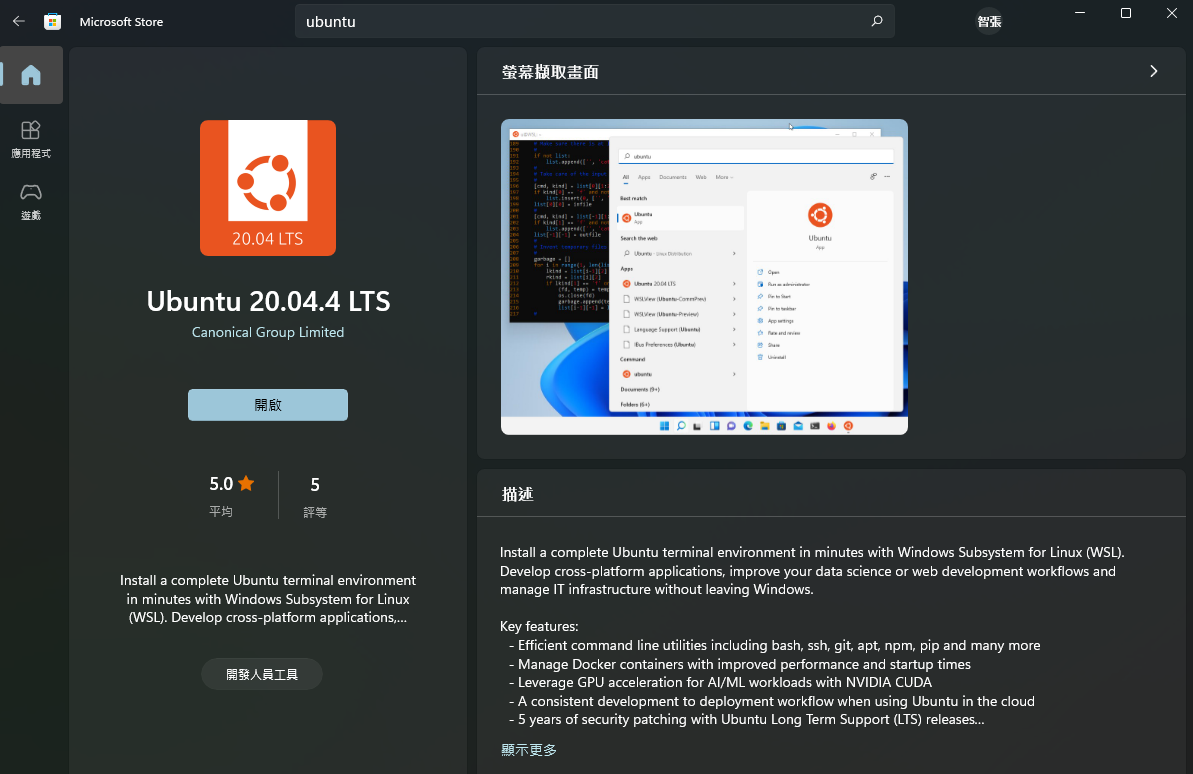 Microsoft Store
ubuntu
智張
應用程式
遊戲
20.04 LTS
Ubuntu 20.04.4 LTS
Canonical Group Limited
開啟
5.0
平均
5
評等
Install a complete Ubuntu terminal environment
in minutes with Windows Subsystem for Linux
(WSL). Develop cross-platform applications,...
開發人員工具
螢幕擷取畫面
ubuntu
All Apps Documents Web More
Best match
Ubuntu
App
Search the web
Ubuntu - Linux Distribution
Apps
Ubuntu 20.04 LTS
WSLView (Ubuntu-CommPrev)
WSLView (Ubuntu-Preview)
Language Support (Ubuntu)
IBus Preferences (Ubuntu)
Command
ubuntu
Documents (9+)
Folders (6+)
Ubuntu
App
Open
Run as administrator
Pin to Start
Pin to taskbar
App settings
Rate and review
Share
Uninstall
描述
Install a complete Ubuntu terminal environment in minutes with Windows Subsystem for Linux (WSL).
Develop cross-platform applications, improve your data science or web development workflows and
manage IT infrastructure without leaving Windows.
Key features:
- Efficient command line utilities including bash, ssh, git, apt, npm, pip and many more
- Manage Docker containers with improved performance and startup times
- Leverage GPU acceleration for AI/ML workloads with NVIDIA CUDA
- A consistent development to deployment workflow when using Ubuntu in the cloud
- 5 years of security patching with Ubuntu Long Term Support (LTS) releases...
顯示更多